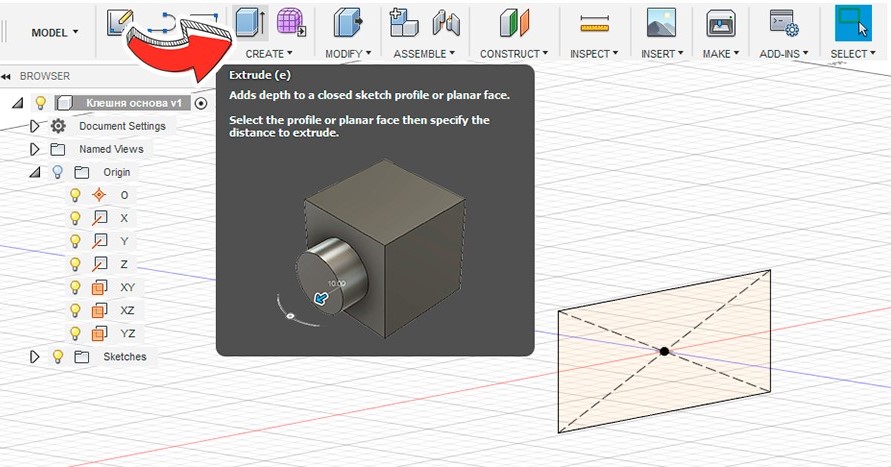 MODEL
CREATE
MODIFY
ASSEMBLE
CONSTRUCT
INSPECT
INSERT
MAKE
ADD-INS
SELECT
BROWSER
Клешня основа v1
Document Settings
Named Views
Origin
O
X
Y
Z
XY
XZ
YZ
Sketches
Extrude (e)
Adds depth to a closed sketch profile or planar face.
Select the profile or planar face then specify the
distance to extrude.
10.00